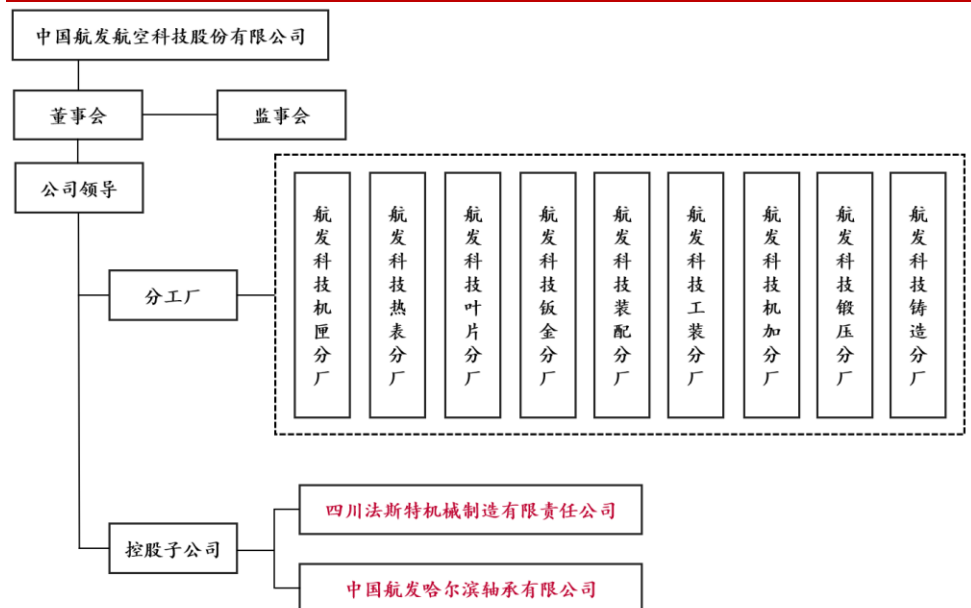 中国航发航空科技股份有限公司
董事会
监事会
公司领导
分工厂
航发科技机匣分厂
航发科技热表分厂
航发科技叶片分厂
航发科技钣金分厂
航发科技装配分厂
航发科技工装分厂
航发科技机加分厂
航发科技锻压分厂
航发科技铸造分厂
控股子公司
四川法斯特机械制造有限责任公司
中国航发哈尔滨轴承有限公司